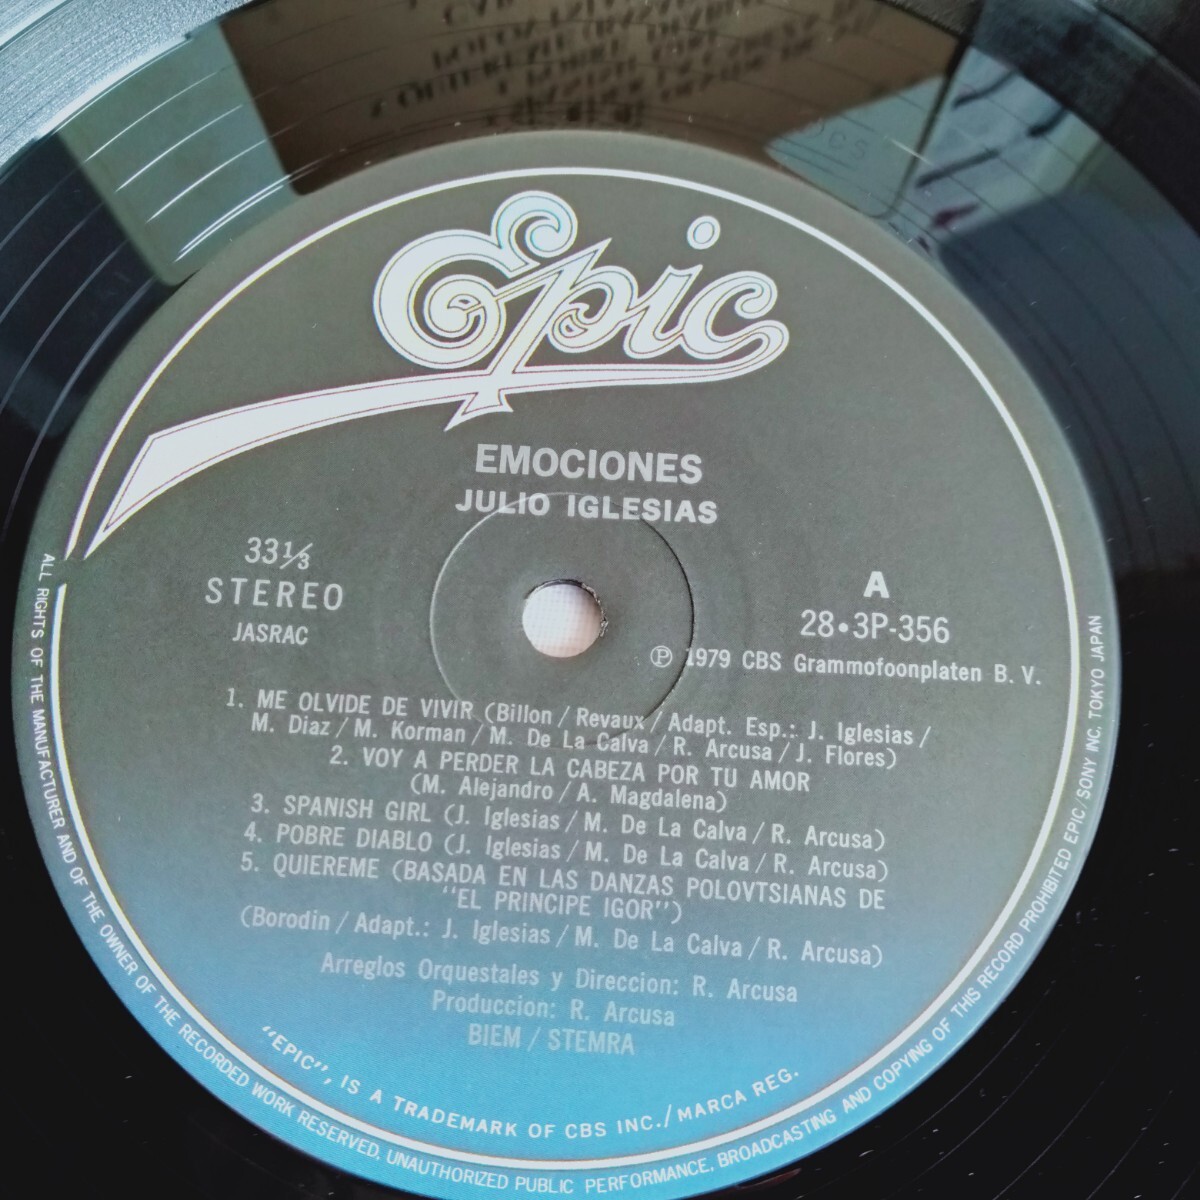 Epic
EMOCIONES
JULIO IGLESIAS
33⅓
STEREO
JASRAC
A
28•3P-356
Ⓟ 1979 CBS Grammofoonplaten B. V.
1. ME OLVIDE DE VIVIR (Billon / Revaux / Adapt. Esp.: J. Iglesias /
M. Diaz / M. Korman / M. De La Calva / R. Arcusa / J. Flores)
2. VOY A PERDER LA CABEZA POR TU AMOR
(M. Alejandro / A. Magdalena)
3. SPANISH GIRL (J. Iglesias / M. De La Calva / R. Arcusa)
4. POBRE DIABLO (J. Iglesias / M. De La Calva / R. Arcusa)
5. QUIEREME (BASADA EN LAS DANZAS POLOVTSIANAS DE
"EL PRINCIPE IGOR")
(Borodin / Adapt.: J. Iglesias / M. De La Calva / R. Arcusa)
Arreglos Orquestales y Direccion: R. Arcusa
Produccion: R. Arcusa
BIEM / STEMRA
"EPIC", IS A TRADEMARK OF CBS INC. / MARCA REG.
ALL RIGHTS OF THE MANUFACTURER AND OF THE OWNER OF THE RECORDED WORK RESERVED, UNAUTHORIZED PUBLIC PERFORMANCE, BROADCASTING AND COPYING OF THIS RECORD PROHIBITED EPIC/SONY INC. TOKYO JAPAN